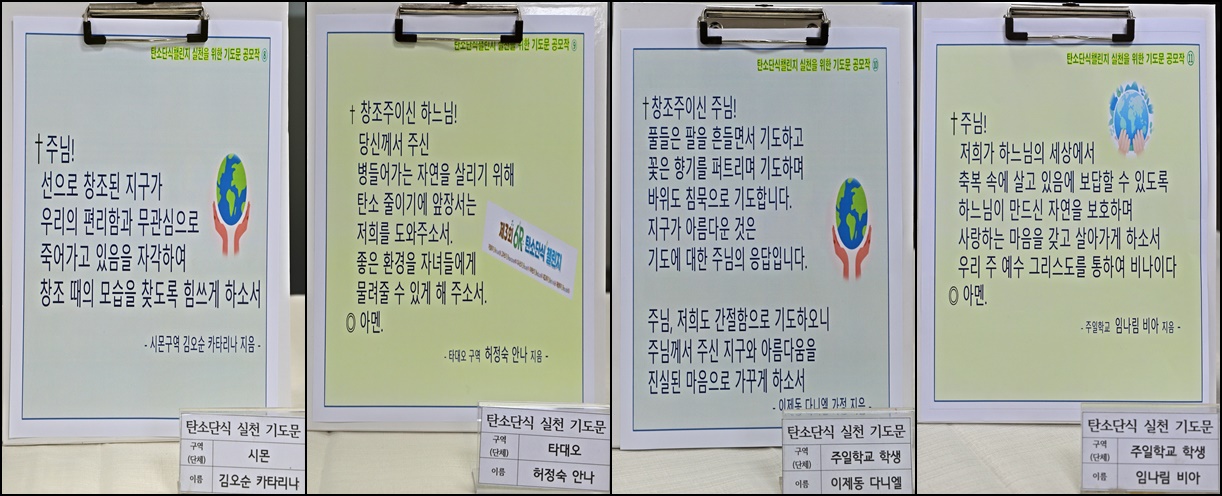 탄소단식챌린지 실천을 위한 기도문 공모작 ⑧
†주님!
선으로 창조된 지구가
우리의 편리함과 무관심으로
죽어가고 있음을 자각하여
창조 때의 모습을 찾도록 힘쓰게 하소서
- 시몬구역 김오순 카타리나 지음 -
탄소단식 실천 기도문
구역
(단체)
시몬
이름
김오순 카타리나
탄소단식챌린지 실천을 위한 기도문 공모작 ⑨
† 창조주이신 하느님!
당신께서 주신
병들어가는 자연을 살리기 위해
탄소 줄이기에 앞장서는
저희를 도와주소서.
좋은 환경을 자녀들에게
물려줄 수 있게 해 주소서.
◎ 아멘.
제3회 6R 탄소단식 챌린지
- 타대오 구역 허정숙 안나 지음 -
탄소단식 실천 기도문
구역
(단체)
타대오
이름
허정숙 안나
탄소단식챌린지 실천을 위한 기도문 공모작 ⑩
†창조주이신 주님!
풀들은 팔을 흔들면서 기도하고
꽃은 향기를 퍼트리며 기도하며
바위도 침묵으로 기도합니다.
지구가 아름다운 것은
기도에 대한 주님의 응답입니다.
주님, 저희도 간절함으로 기도하오니
주님께서 주신 지구와 아름다움을
진실된 마음으로 가꾸게 하소서
- 이제동 다니엘 가정 지음 -
탄소단식 실천 기도문
구역
(단체)
주일학교 학생
이름
이제동 다니엘
탄소단식챌린지 실천을 위한 기도문 공모작 ⑪
†주님!
저희가 하느님의 세상에서
축복 속에 살고 있음에 보답할 수 있도록
하느님이 만드신 자연을 보호하며
사랑하는 마음을 갖고 살아가게 하소서
우리 주 예수 그리스도를 통하여 비나이다
◎ 아멘.
- 주일학교 임나림 비아 지음 -
탄소단식 실천 기도문
구역
(단체)
주일학교 학생
이름
임나림 비아